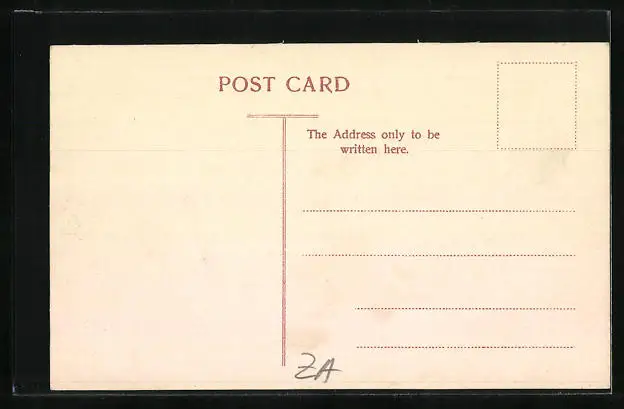 POST CARD
The Address only to be
written here.
ZA